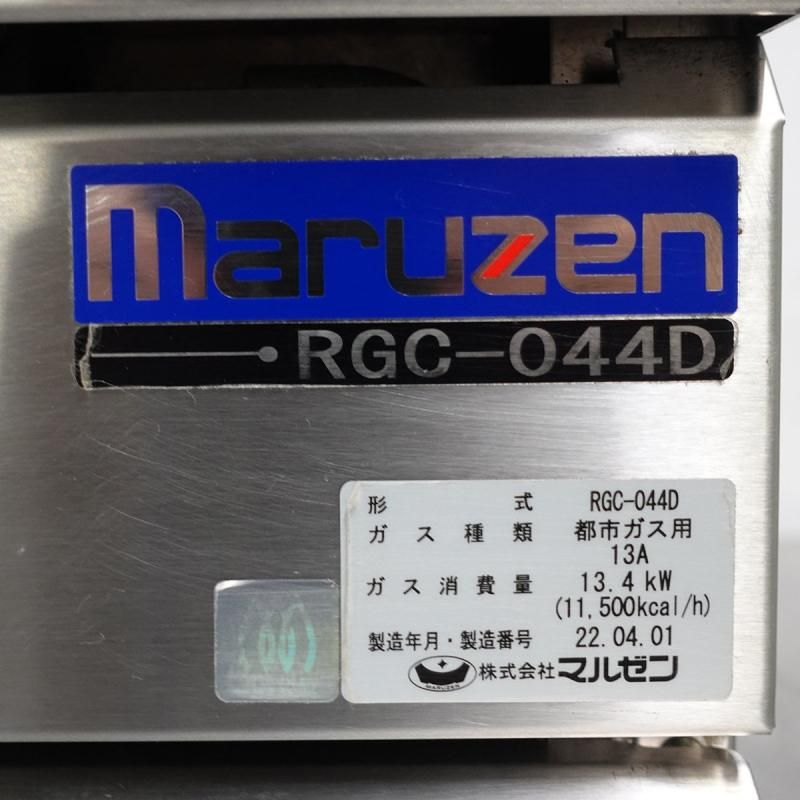 maruzen
RGC-044D
形 式 RGC-044D
ガス種類 都市ガス用
13A
ガス消費量 13.4 kW
(11,500kcal/h)
製造年月・製造番号 22.04.01
MARUZEN 株式会社マルゼン